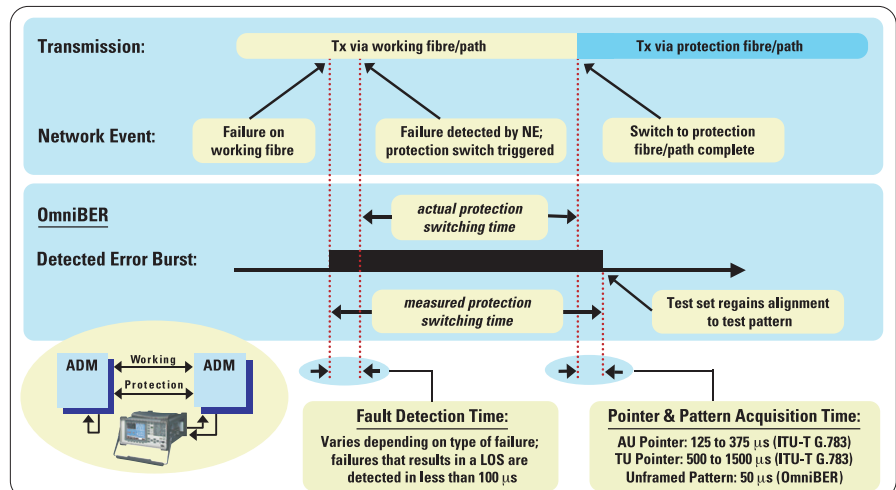 Transmission:
Tx via working fibre/path
Tx via protection fibre/path
Network Event:
Failure on
working fibre
Failure detected by NE;
protection switch triggered
Switch to protection
fibre/path complete
OmniBER
actual protection
switching time
Detected Error Burst:
measured protection
switching time
Test set regains alignment
to test pattern
ADM
Working
ADM
Protection
Fault Detection Time:
Varies depending on type of failure;
failures that results in a LOS are
detected in less than 100 µs
Pointer & Pattern Acquisition Time:
AU Pointer: 125 to 375 µs (ITU-T G.783)
TU Pointer: 500 to 1500 µs (ITU-T G.783)
Unframed Pattern: 50 µs (OmniBER)